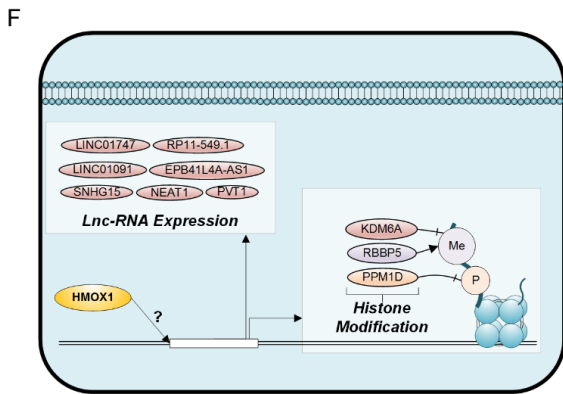 F
LINC01747 RP11-549.1
LINC01091 EPB41L4A-AS1
SNHG15 NEAT1 PVT1
Lnc-RNA Expression
KDM6A
RBBP5
PPM1D
Me
P
Histone
Modification
HMOX1
?